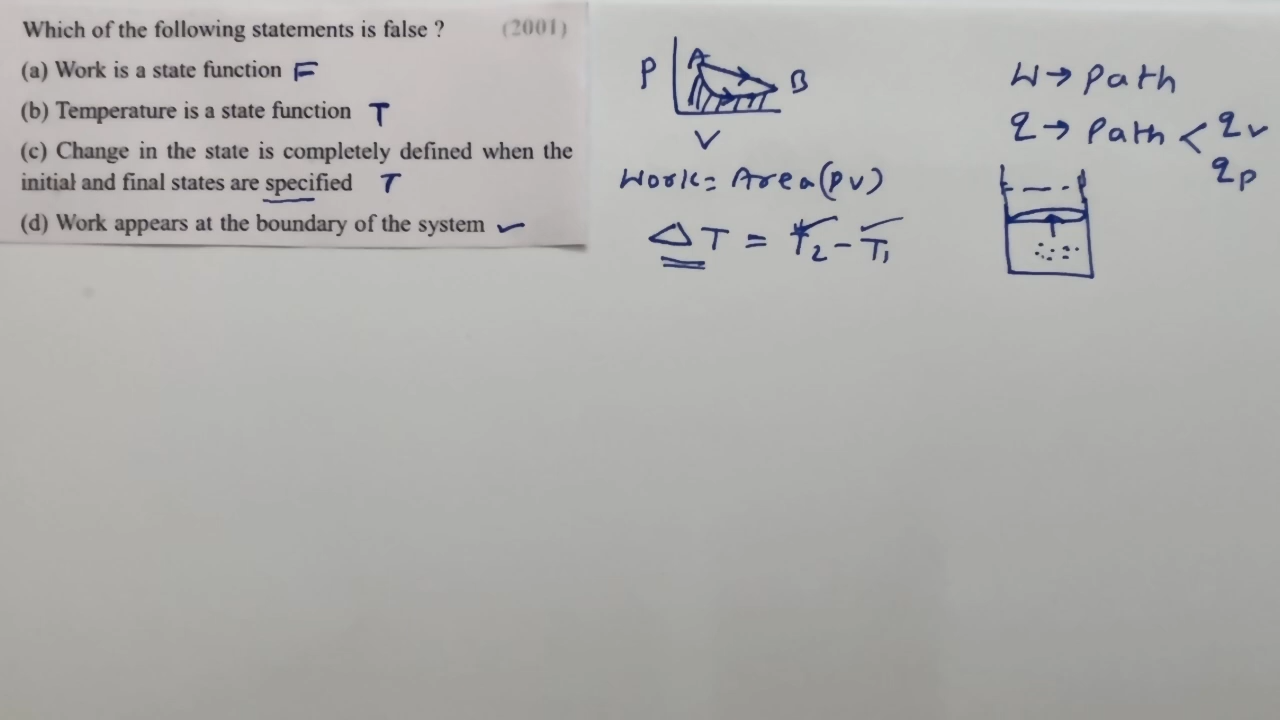 Which of the following statements is false ? (2001)
(a) Work is a state function F
(b) Temperature is a state function T
(c) Change in the state is completely defined when the
initial and final states are specified T
(d) Work appears at the boundary of the system ✓
P A B
V
Work = Area (PV)
ΔT = T₂ - T₁
W → Path
q → Path < qv
qp